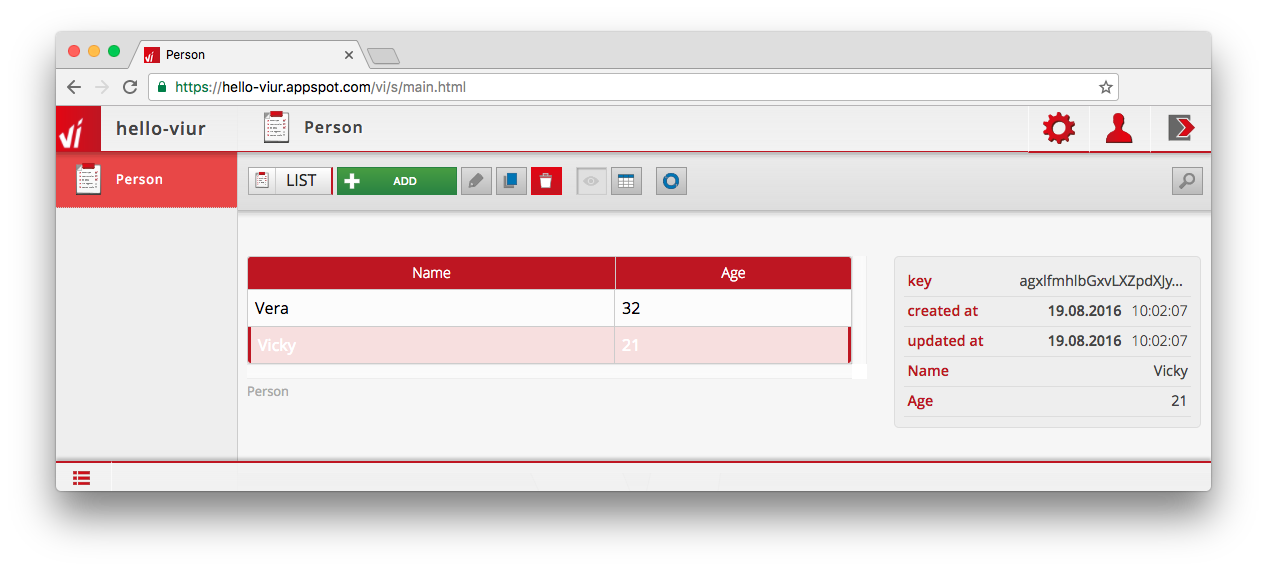 Person
https://hello-viur.appspot.com/vi/s/main.html
vi hello-viur Person
Person
LIST ADD
Name Age
Vera 32
Vicky 21
Person
key agxlfmhlbGxvLXZpdXJy...
created at 19.08.2016 10:02:07
updated at 19.08.2016 10:02:07
Name Vicky
Age 21